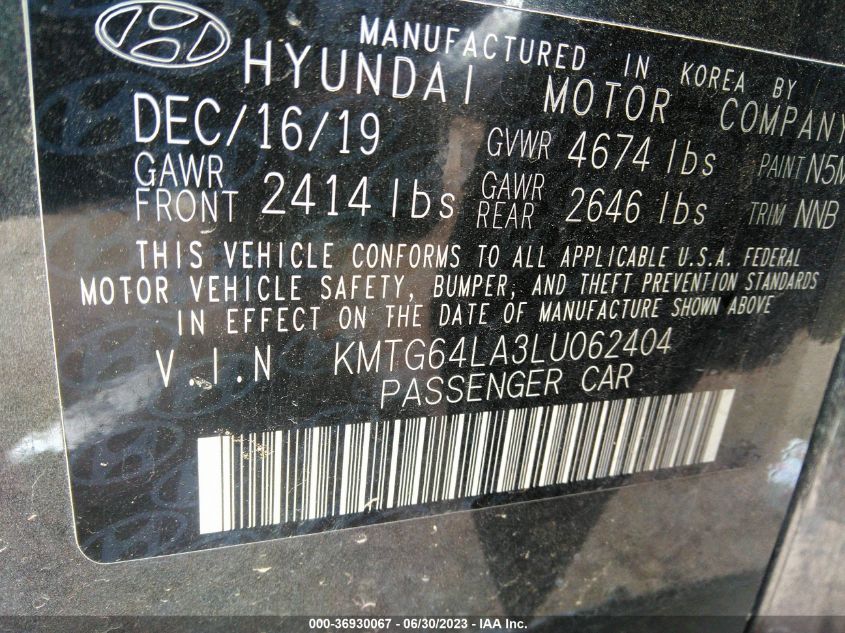 MANUFACTURED IN KOREA BY
HYUNDAI MOTOR COMPANY
DEC/16/19 GVWR 4674 lbs PAINT N5M
GAWR FRONT 2414 lbs GAWR REAR 2646 lbs TRIM NNB
THIS VEHICLE CONFORMS TO ALL APPLICABLE U.S.A. FEDERAL
MOTOR VEHICLE SAFETY, BUMPER, AND THEFT PREVENTION STANDARDS
IN EFFECT ON THE DATE OF MANUFACTURE SHOWN ABOVE
V.I.N KMTG64LA3LU062404
PASSENGER CAR
000-36930067 - 06/30/2023 - IAA Inc.